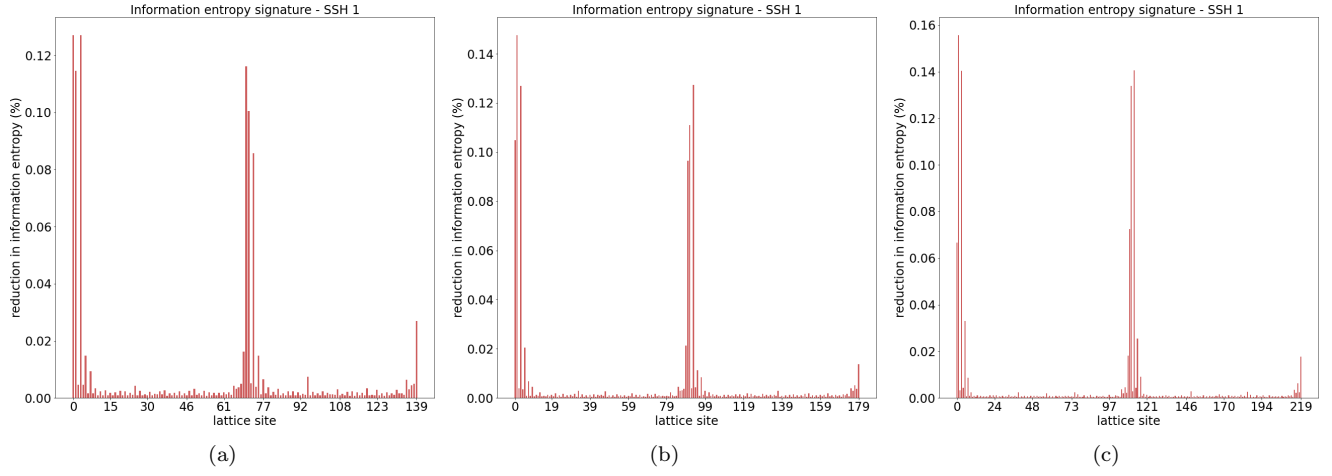 Information entropy signature - SSH 1
reduction in information entropy (%)
0.12
0.10
0.08
0.06
0.04
0.02
0.00
0 15 30 46 61 77 92 108 123 139
lattice site
(a)
Information entropy signature - SSH 1
reduction in information entropy (%)
0.14
0.12
0.10
0.08
0.06
0.04
0.02
0.00
0 19 39 59 79 99 119 139 159 179
lattice site
(b)
Information entropy signature - SSH 1
reduction in information entropy (%)
0.16
0.14
0.12
0.10
0.08
0.06
0.04
0.02
0.00
0 24 48 73 97 121 146 170 194 219
lattice site
(c)